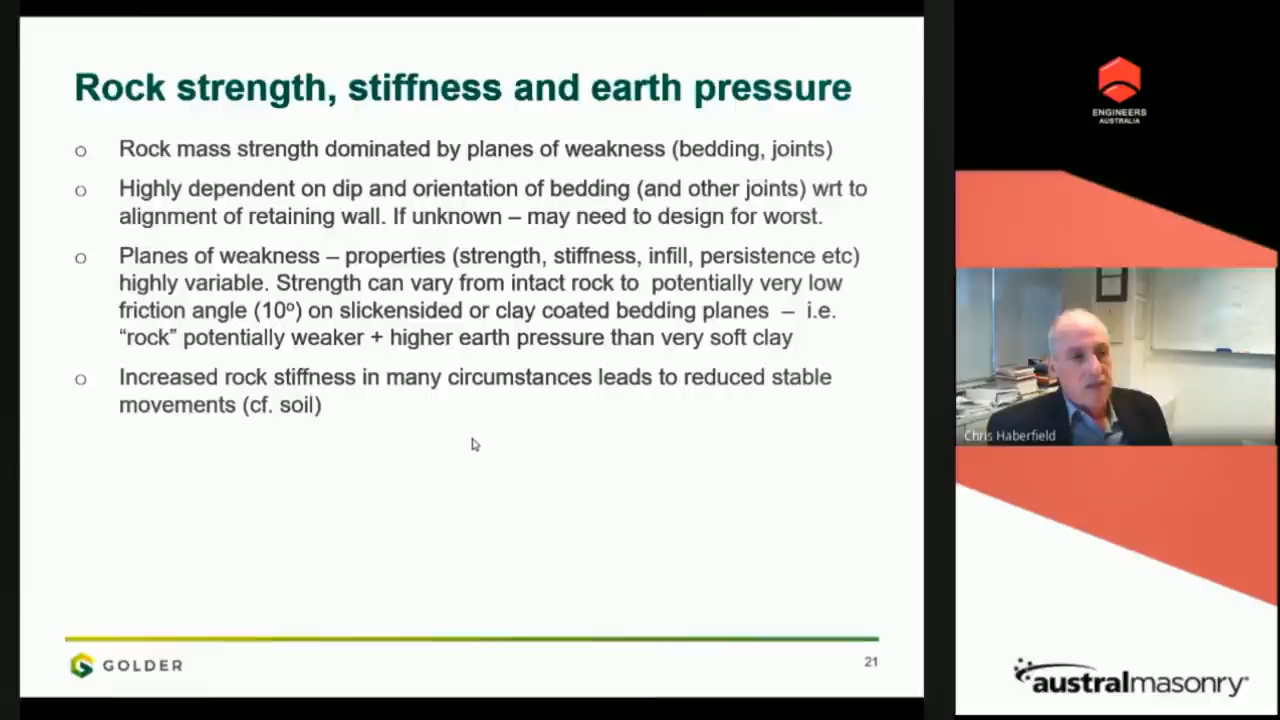 Rock strength, stiffness and earth pressure
o Rock mass strength dominated by planes of weakness (bedding, joints)
o Highly dependent on dip and orientation of bedding (and other joints) wrt to
alignment of retaining wall. If unknown – may need to design for worst.
o Planes of weakness – properties (strength, stiffness, infill, persistence etc)
highly variable. Strength can vary from intact rock to potentially very low
friction angle (10º) on slickensided or clay coated bedding planes – i.e.
“rock” potentially weaker + higher earth pressure than very soft clay
o Increased rock stiffness in many circumstances leads to reduced stable
movements (cf. soil)
GOLDER
21
ENGINEERS
AUSTRALIA
Chris Haberfield
australmasonry